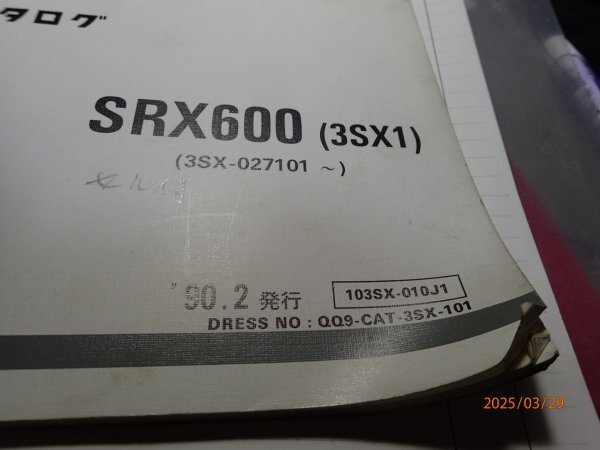 タログ
SRX600 (3SX1)
(3SX-027101 ~)
'90.2 発行
103SX-010J1
DRESS NO : QQ9-CAT-3SX-101
2025/03/29